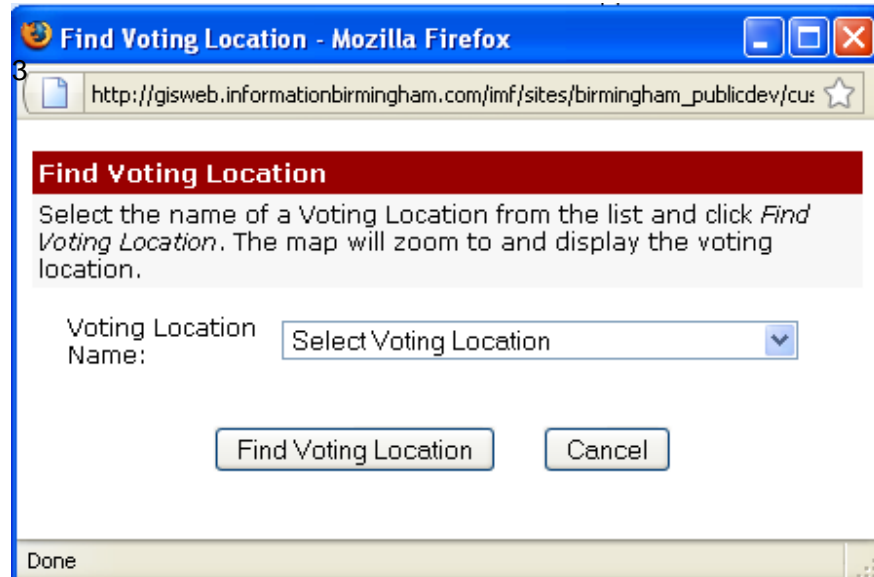 Find Voting Location - Mozilla Firefox
3
http://gisweb.informationbirmingham.com/imf/sites/birmingham_publicdev/cus
Find Voting Location
Select the name of a Voting Location from the list and click Find
Voting Location. The map will zoom to and display the voting
location.
Voting Location
Name:
Select Voting Location
Find Voting Location Cancel
Done